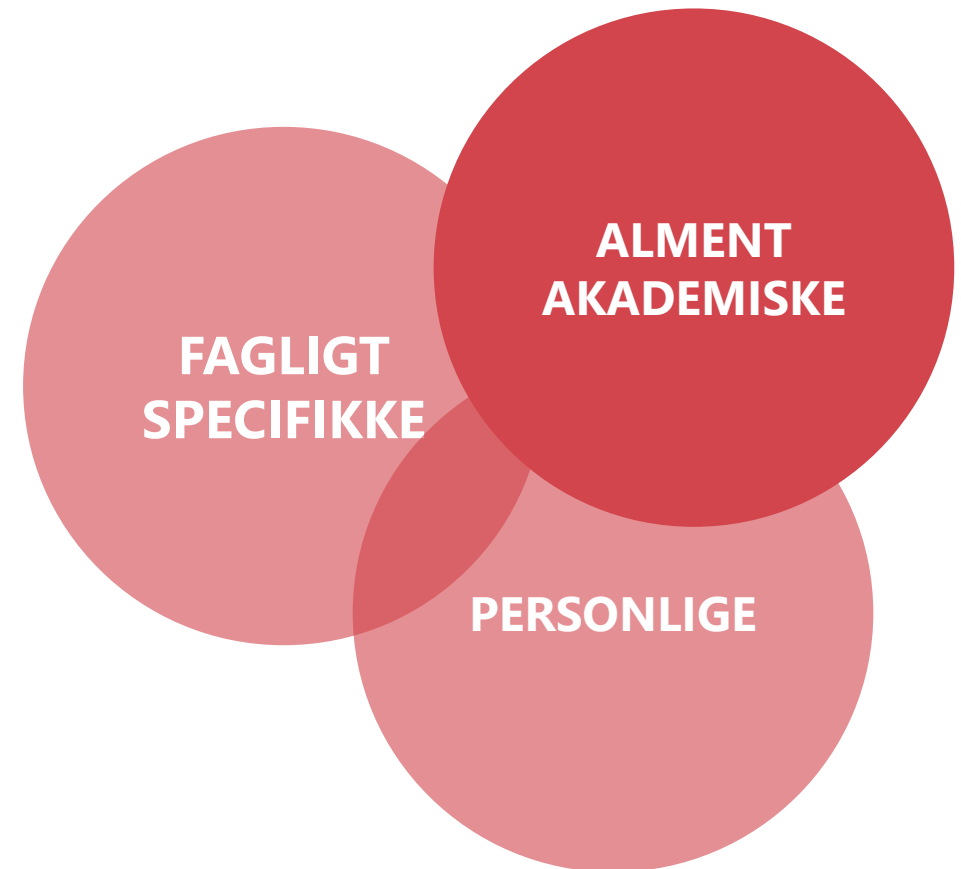 ALMENT
AKADEMISKE
FAGLIGT
SPECIFIKKE
PERSONLIGE